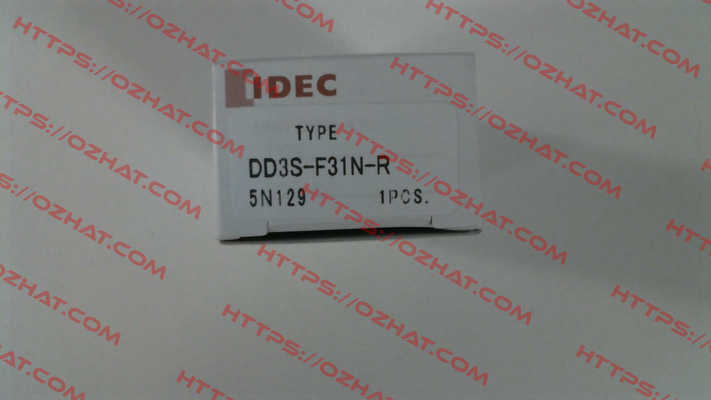 IDEC
TYPE
DD3S-F31N-R
5N129 1PCS.
HTTPS://OZHAT.COM